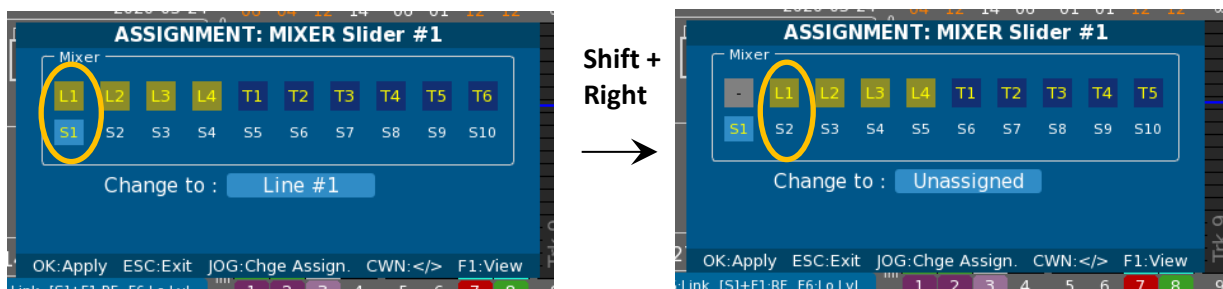 ASSIGNMENT: MIXER Slider #1
Mixer
L1 L2 L3 L4 T1 T2 T3 T4 T5 T6
S1 S2 S3 S4 S5 S6 S7 S8 S9 S10
Change to : Line #1
OK:Apply ESC:Exit JOG:Chge Assign. CWN:</> F1:View
Shift +
Right
ASSIGNMENT: MIXER Slider #1
Mixer
- L1 L2 L3 L4 T1 T2 T3 T4 T5
S1 S2 S3 S4 S5 S6 S7 S8 S9 S10
Change to : Unassigned
OK:Apply ESC:Exit JOG:Chge Assign. CWN:</> F1:View